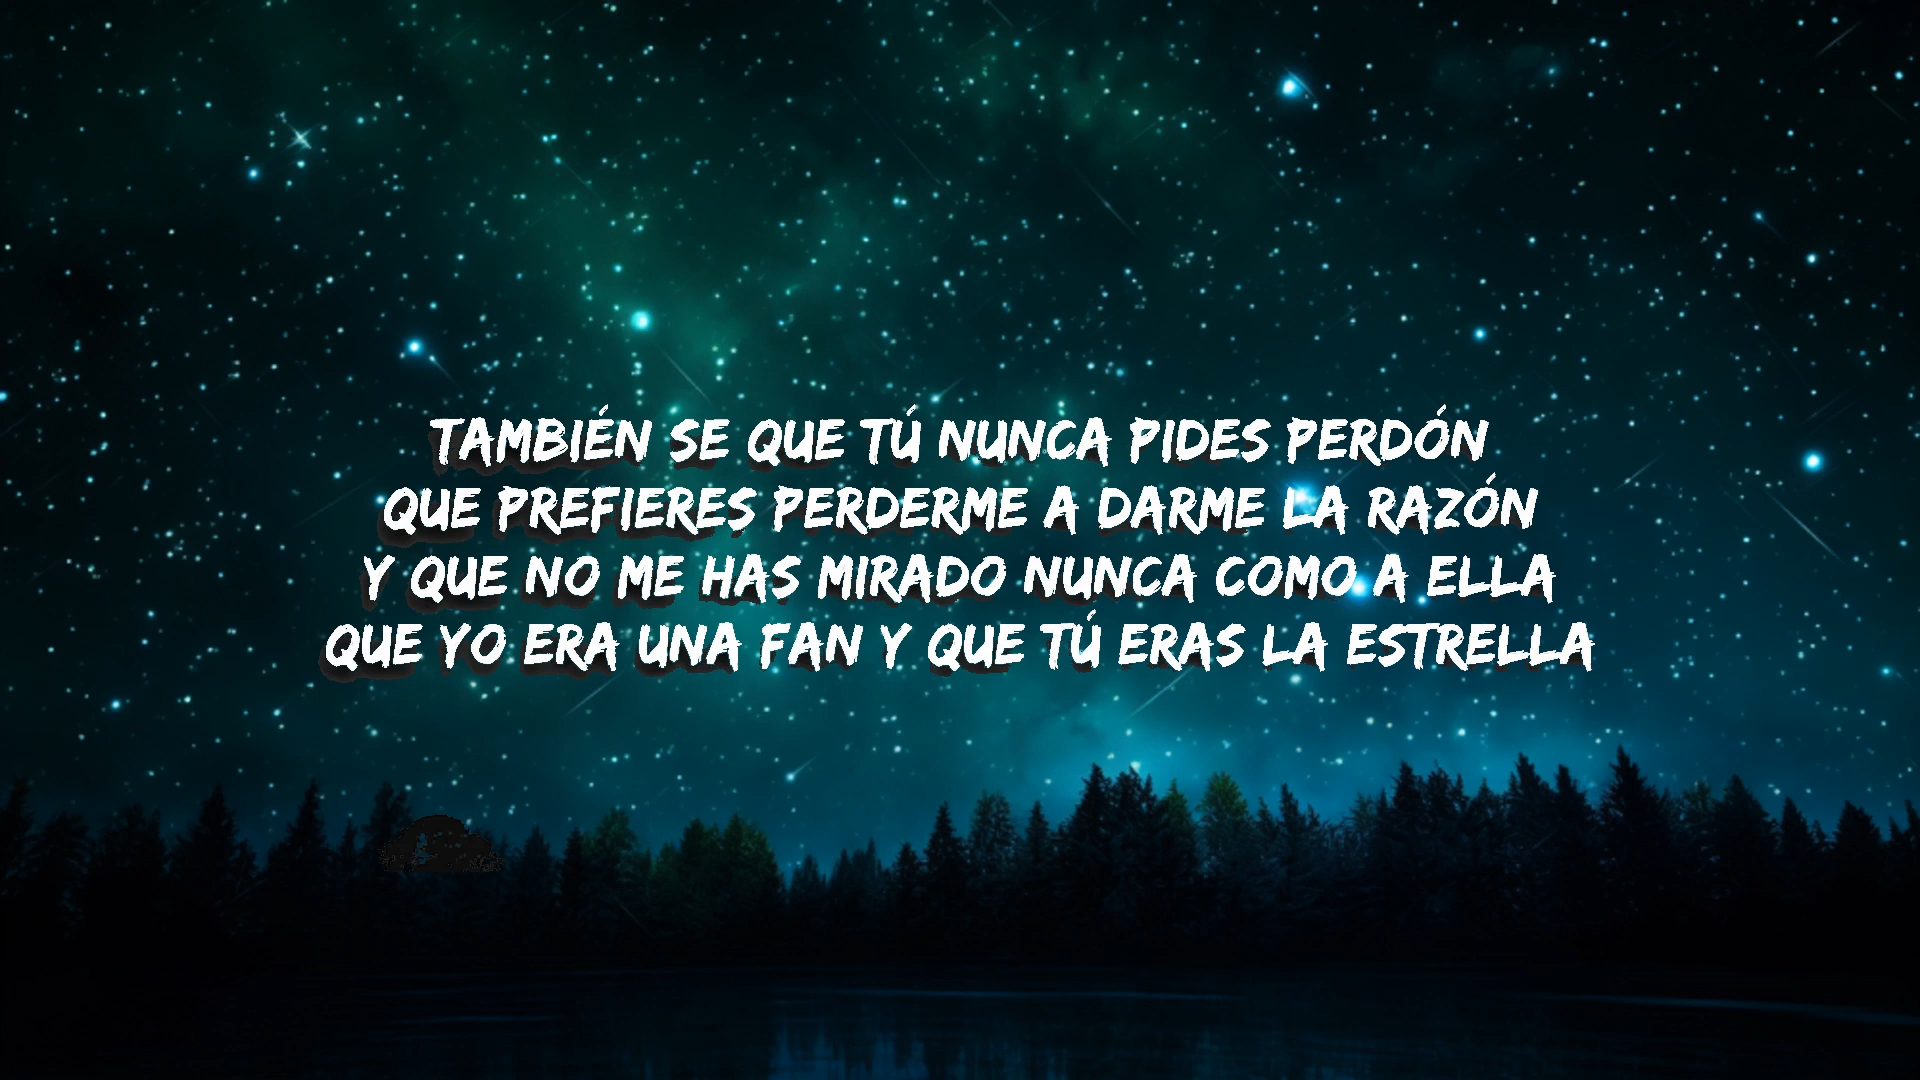 TAMBIÉN SE QUE TÚ NUNCA PIDES PERDÓN
QUE PREFIERES PERDERME A DARME LA RAZÓN
Y QUE NO ME HAS MIRADO NUNCA COMO A ELLA
QUE YO ERA UNA FAN Y QUE TÚ ERAS LA ESTRELLA